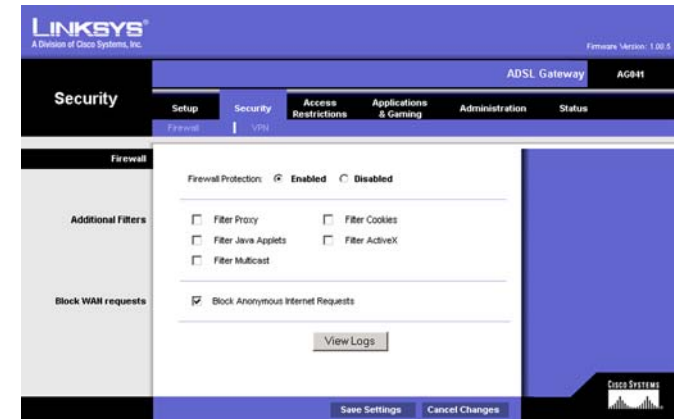 LINKSYS®
A Division of Cisco Systems, Inc.
Firmware Version: 1.00.5
ADSL Gateway AG041
Security
Setup Security Access Restrictions Applications & Gaming Administration Status
Firewall VPN
Firewall
Firewall Protection: Enabled Disabled
Additional Filters
Filter Proxy Filter Cookies
Filter Java Applets Filter ActiveX
Filter Multicast
Block WAN requests
Block Anonymous Internet Requests
View Logs
Save Settings Cancel Changes
CISCO SYSTEMS